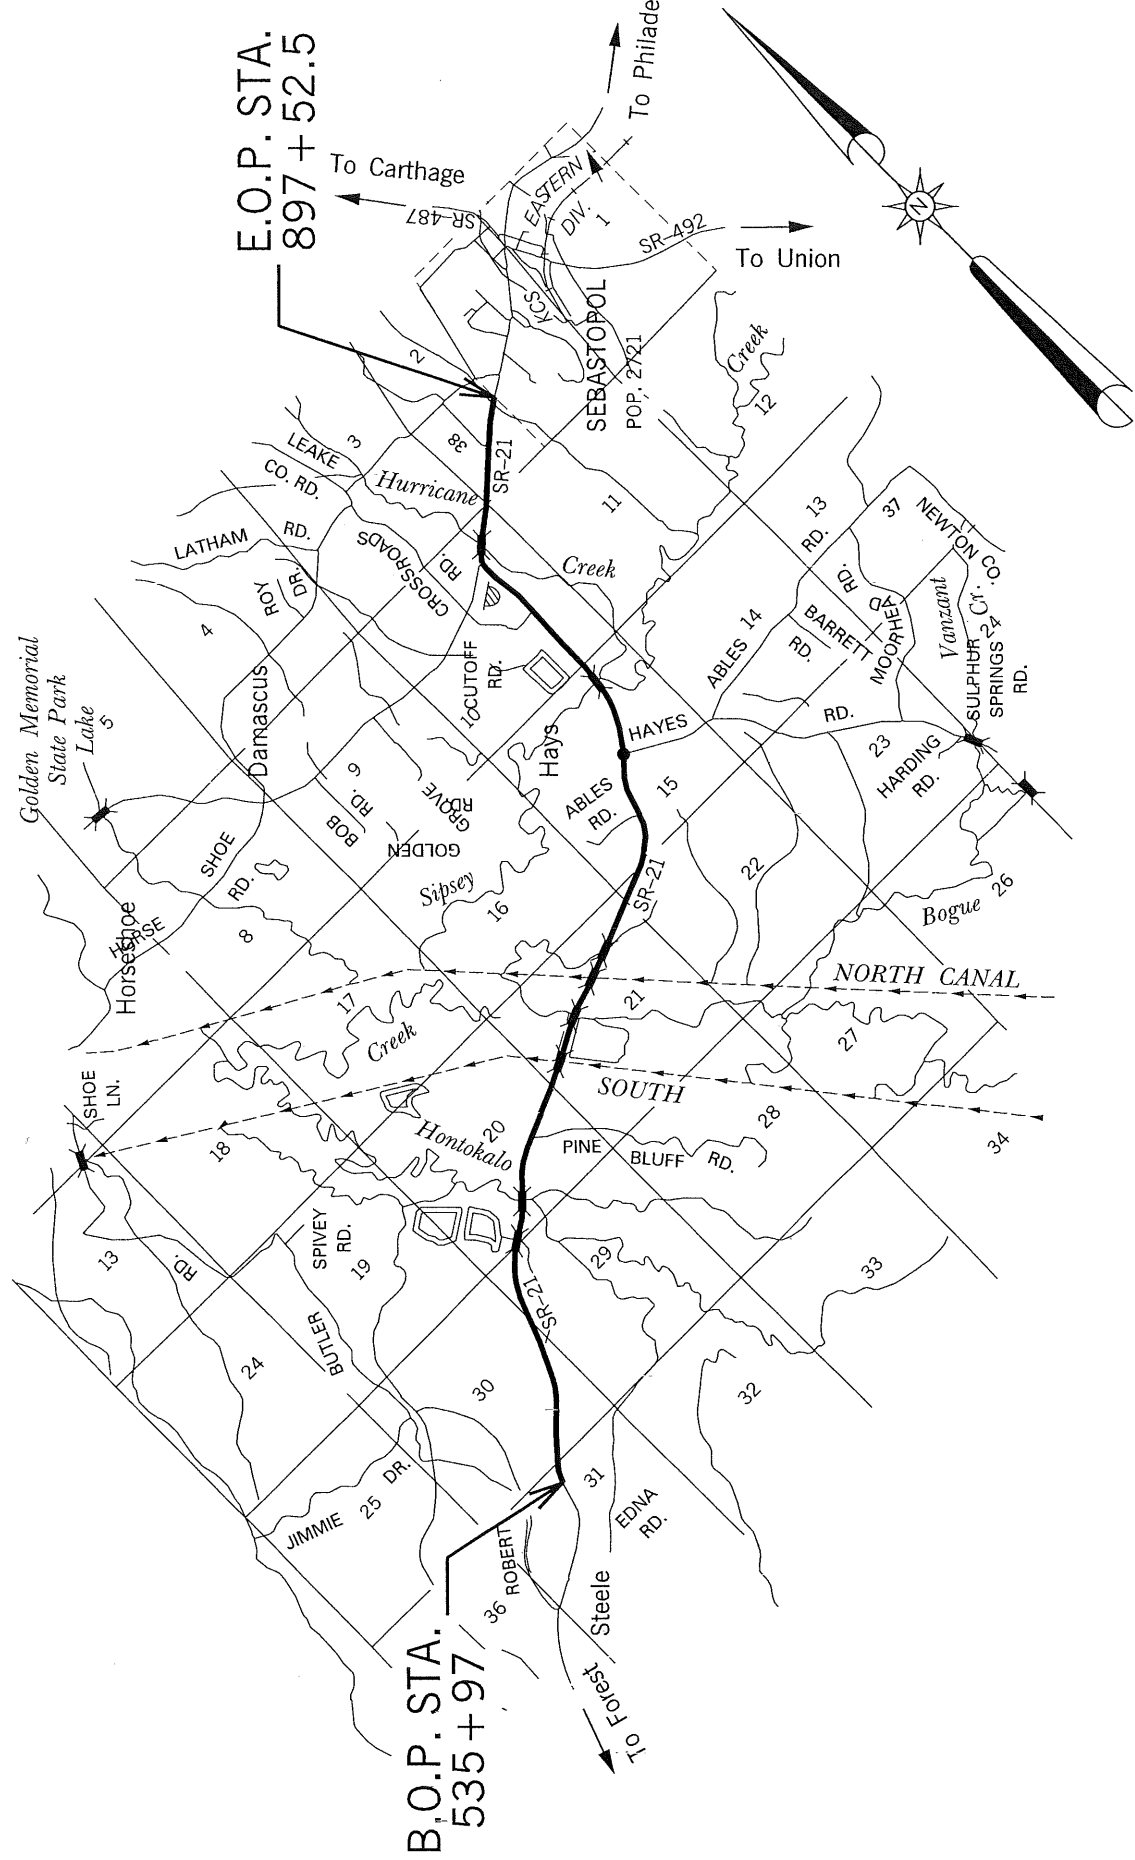 E.O.P. STA.
897+52.5
To Carthage
To Philade
SR-487
EASTERN
DIV.
1
SR-492
To Union
N
KCS
SEBASTOPOL
POP. 2721
2
3
38
SR-21
LEAKE
CO. RD.
Hurricane
Creek
Creek
12
11
13
RD.
37
NEWTON CO
LATHAM
RD.
ROY
DR.
CROSSROADS
RD.
4
Golden Memorial
State Park
Lake
5
Damascus
CUTOFF
RD.
10
Hays
HAYES
RD.
ABLES
14
BARRETT
RD.
RD.
MOORHEA
D
Vanzant
Cr.
24
SULPHUR
SPRINGS
RD.
23
HARDING
RD.
9
BOB
RD.
GOLDEN
GROVE
RD
ABLES
RD.
15
SHOE
RD.
HORSE
Horseshoe
8
Sipsey
16
SR-21
22
26
Bogue
NORTH CANAL
17
Creek
21
27
SHOE
LN.
SOUTH
18
Hontokalo
20
PINE
BLUFF
RD.
28
34
13
RD.
SPIVEY
RD.
19
29
33
BUTLER
SR-21
24
30
32
JIMMIE
25
DR.
31
EDNA
RD.
ROBERT
36
Steele
To Forest
B.O.P. STA.
535+97